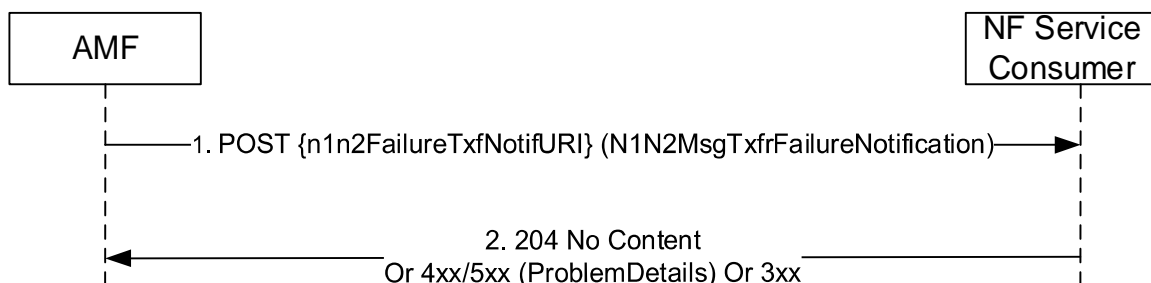 AMF
NF Service
Consumer
1. POST {n1n2FailureTxfNotifURI} (N1N2MsgTxfrFailureNotification)
2. 204 No Content
Or 4xx/5xx (ProblemDetails) Or 3xx